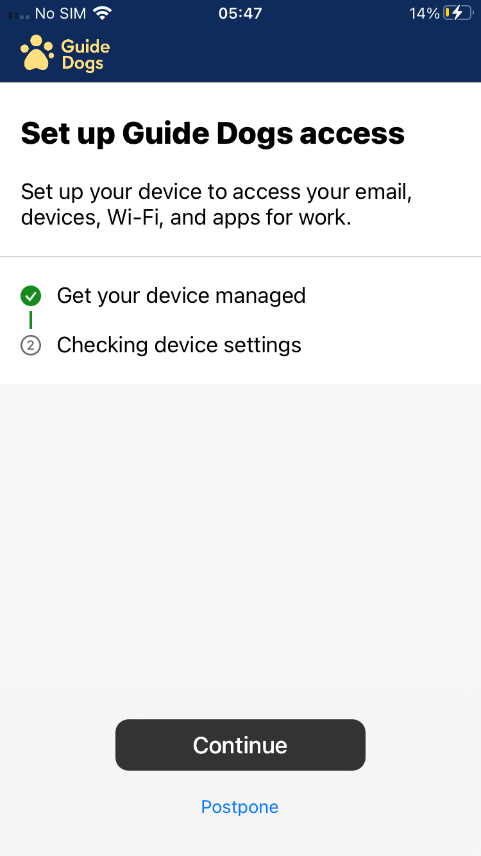 No SIM 05:47 14%
Guide
Dogs
Set up Guide Dogs access
Set up your device to access your email,
devices, Wi-Fi, and apps for work.
Get your device managed
2 Checking device settings
Continue
Postpone